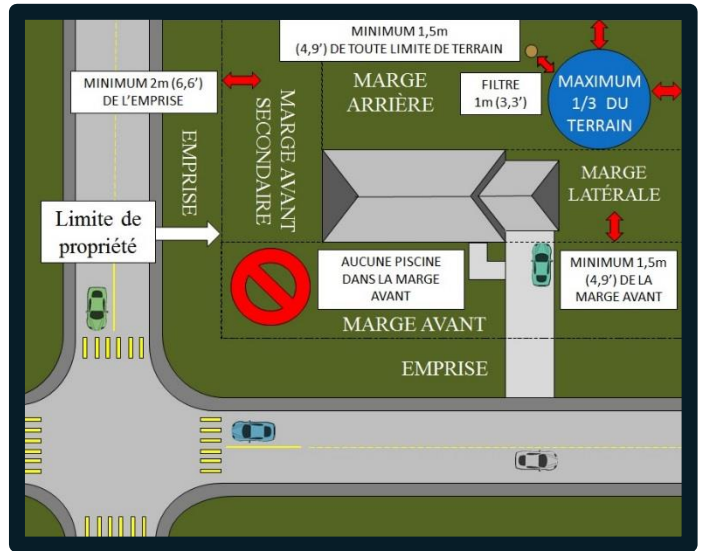 MINIMUM 1,5m
(4,9') DE TOUTE LIMITE DE TERRAIN
MINIMUM 2m (6,6')
DE L'EMPRISE
MARGE
ARRIÈRE
FILTRE
1m (3,3')
MAXIMUM
1/3 DU
TERRAIN
EMPRISE
MARGE AVANT
SECONDAIRE
MARGE
LATÉRALE
Limite de
propriété
AUCUNE PISCINE
DANS LA MARGE
AVANT
MINIMUM 1,5m
(4,9') DE LA
MARGE AVANT
MARGE AVANT
EMPRISE